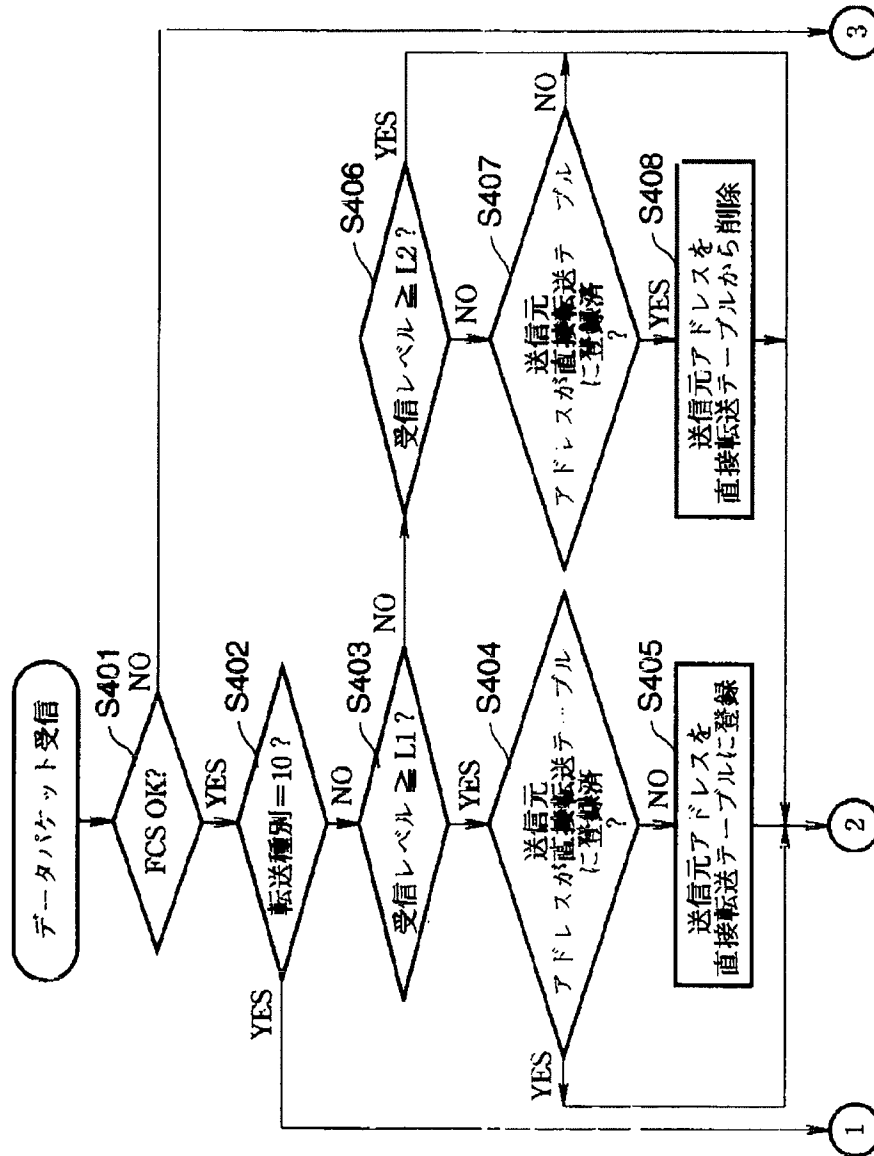 データパケット受信
S401
FCS OK?
NO
YES
S402
転送種別=10?
YES
NO
S403
受信レベル≧L1?
NO
YES
S404
送信元
アドレスが直接転送テ…ブル
に登録済
?
YES
NO
S405
送信元アドレスを
直接転送テーブルに登録
S406
受信レベル≧L2?
YES
NO
S407
送信元
アドレスが直接転送テ ブル
に登録済
?
NO
YES
S408
送信元アドレスを
直接転送テーブルから削除
1
2
3